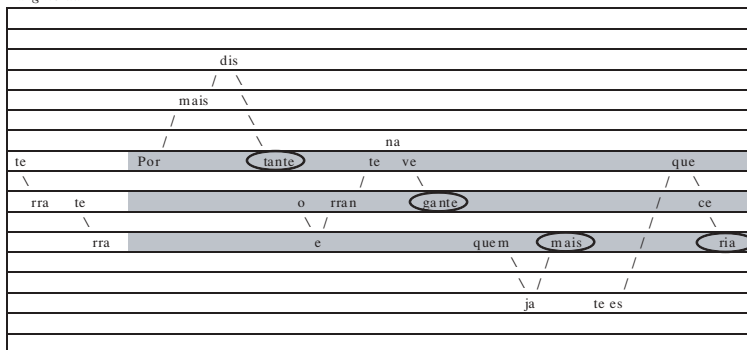 dis
mais
na
te Por tante te ve que
rra te o rran gante ce
rra e quem mais ria
ja te es